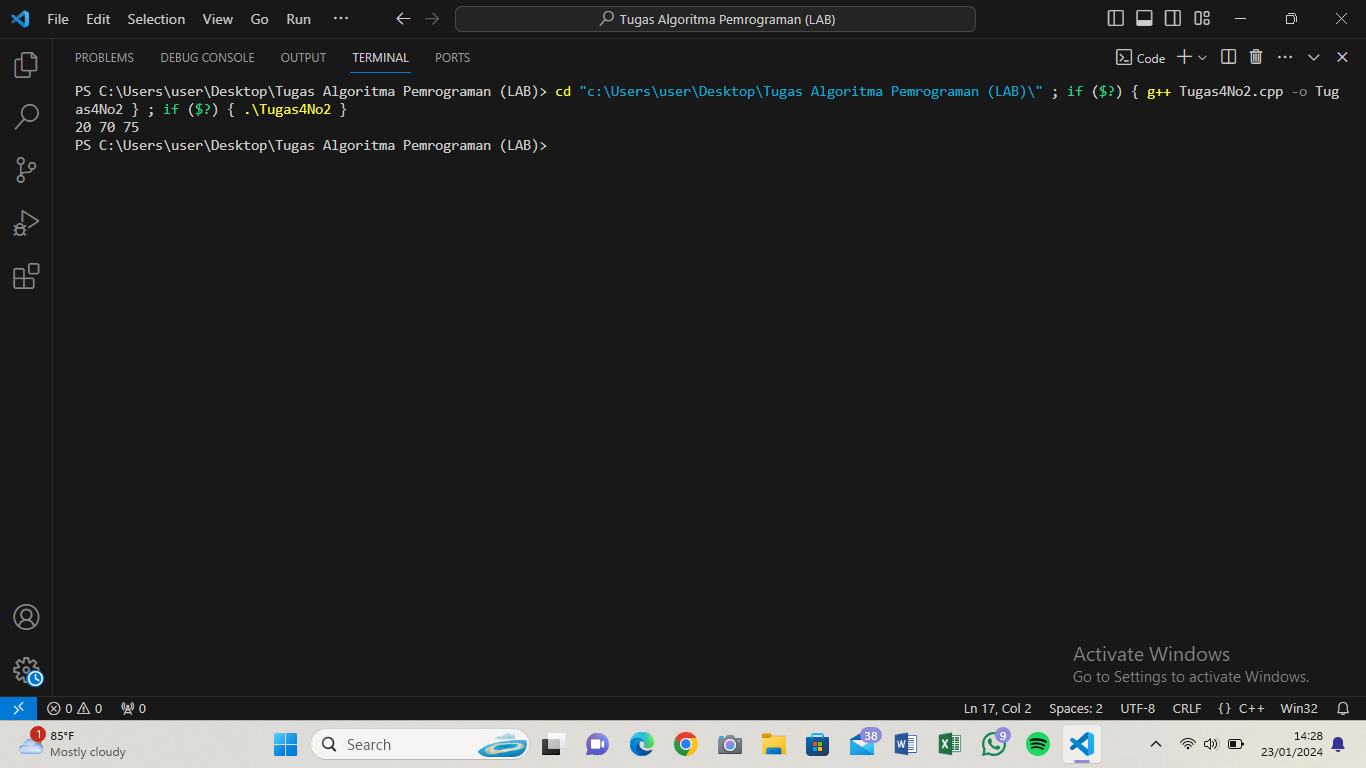 File Edit Selection View Go Run ···
Tugas Algoritma Pemrograman (LAB)
PROBLEMS DEBUG CONSOLE OUTPUT TERMINAL PORTS
Code
PS C:\Users\user\Desktop\Tugas Algoritma Pemrograman (LAB)> cd "c:\Users\user\Desktop\Tugas Algoritma Pemrograman (LAB)\" ; if ($?) { g++ Tugas4No2.cpp -o Tug
as4No2 } ; if ($?) { .\Tugas4No2 }
20 70 75
PS C:\Users\user\Desktop\Tugas Algoritma Pemrograman (LAB)>
Activate Windows
Go to Settings to activate Windows.
0 0 0
Ln 17, Col 2 Spaces: 2 UTF-8 CRLF {} C++ Win32
1
85°F
Mostly cloudy
Search
38
9
14:28
23/01/2024